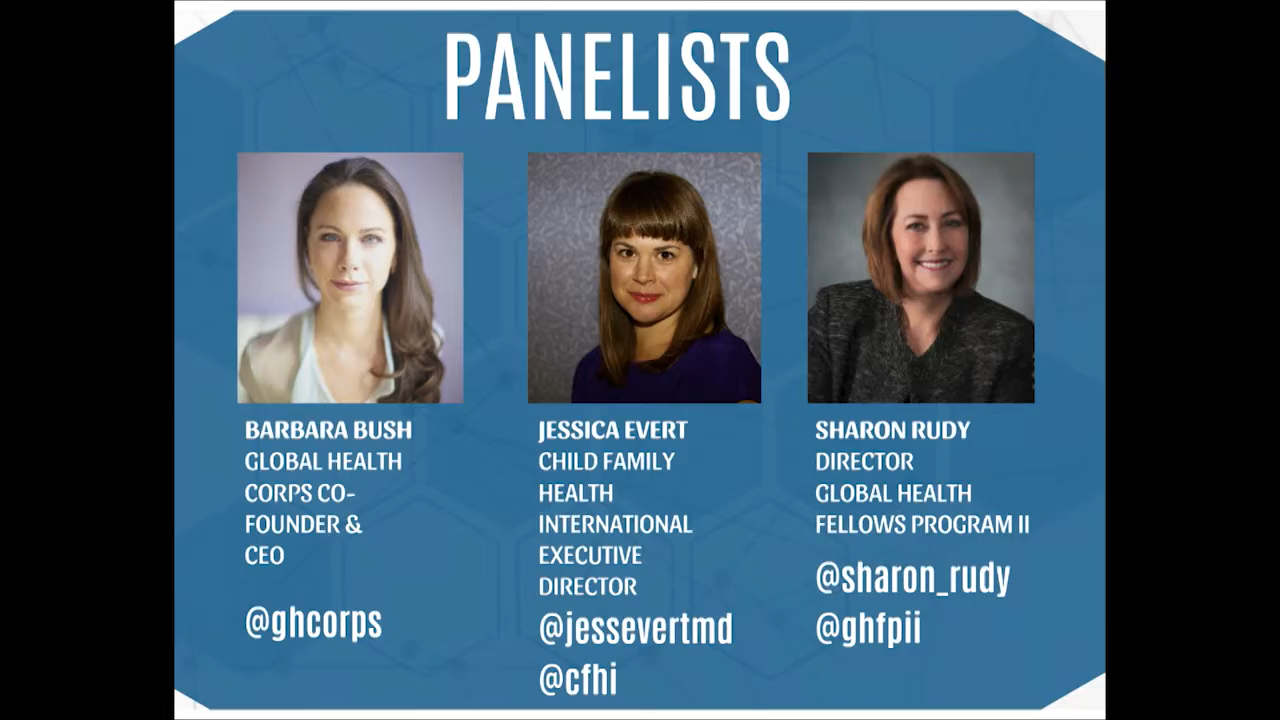 PANELISTS
BARBARA BUSH
GLOBAL HEALTH
CORPS CO-
FOUNDER &
CEO
@ghcorps
JESSICA EVERT
CHILD FAMILY
HEALTH
INTERNATIONAL
EXECUTIVE
DIRECTOR
@jessevertmd
@cfhi
SHARON RUDY
DIRECTOR
GLOBAL HEALTH
FELLOWS PROGRAM II
@sharon_rudy
@ghfpii